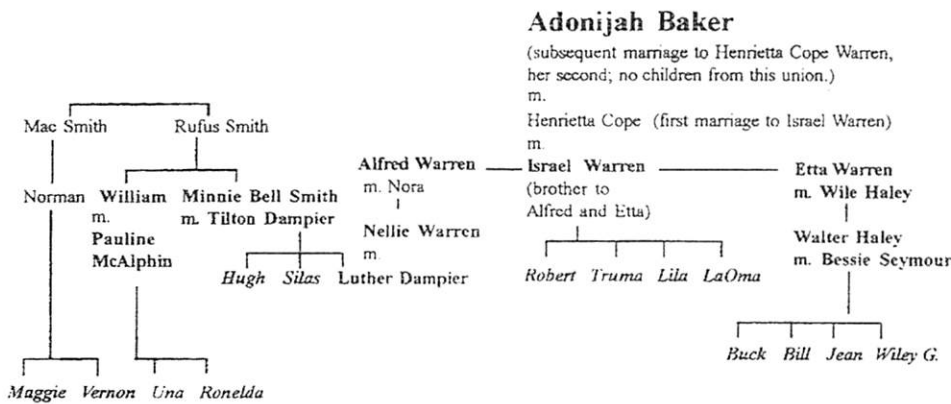 Adonijah Baker
(subsequent marriage to Henrietta Cope Warren,
her second; no children from this union.)
m.
Henrietta Cope (first marriage to Israel Warren)
m.
Mac Smith Rufus Smith
Alfred Warren Israel Warren Etta Warren
m. Nora (brother to m. Wile Haley
Alfred and Etta)
Norman William Minnie Bell Smith
m. m. Tilton Dampier
Pauline
McAlphin
Nellie Warren
m.
Walter Haley
m. Bessie Seymour
Hugh Silas Luther Dampier
Robert Truma Lila LaOma
Buck Bill Jean Wiley G.
Maggie Vernon Una Ronelda